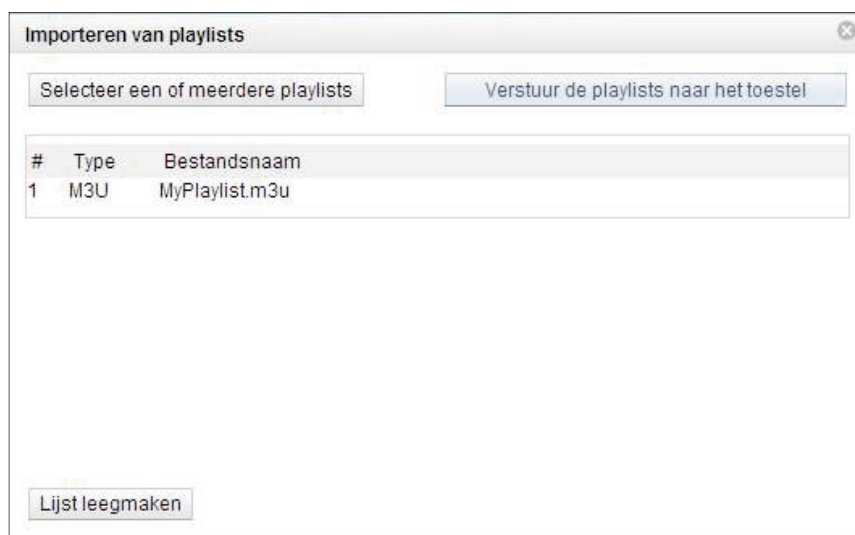 Importeren van playlists
Selecteer een of meerdere playlists Verstuur de playlists naar het toestel
# Type Bestandsnaam
1 M3U MyPlaylist.m3u
Lijst leegmaken